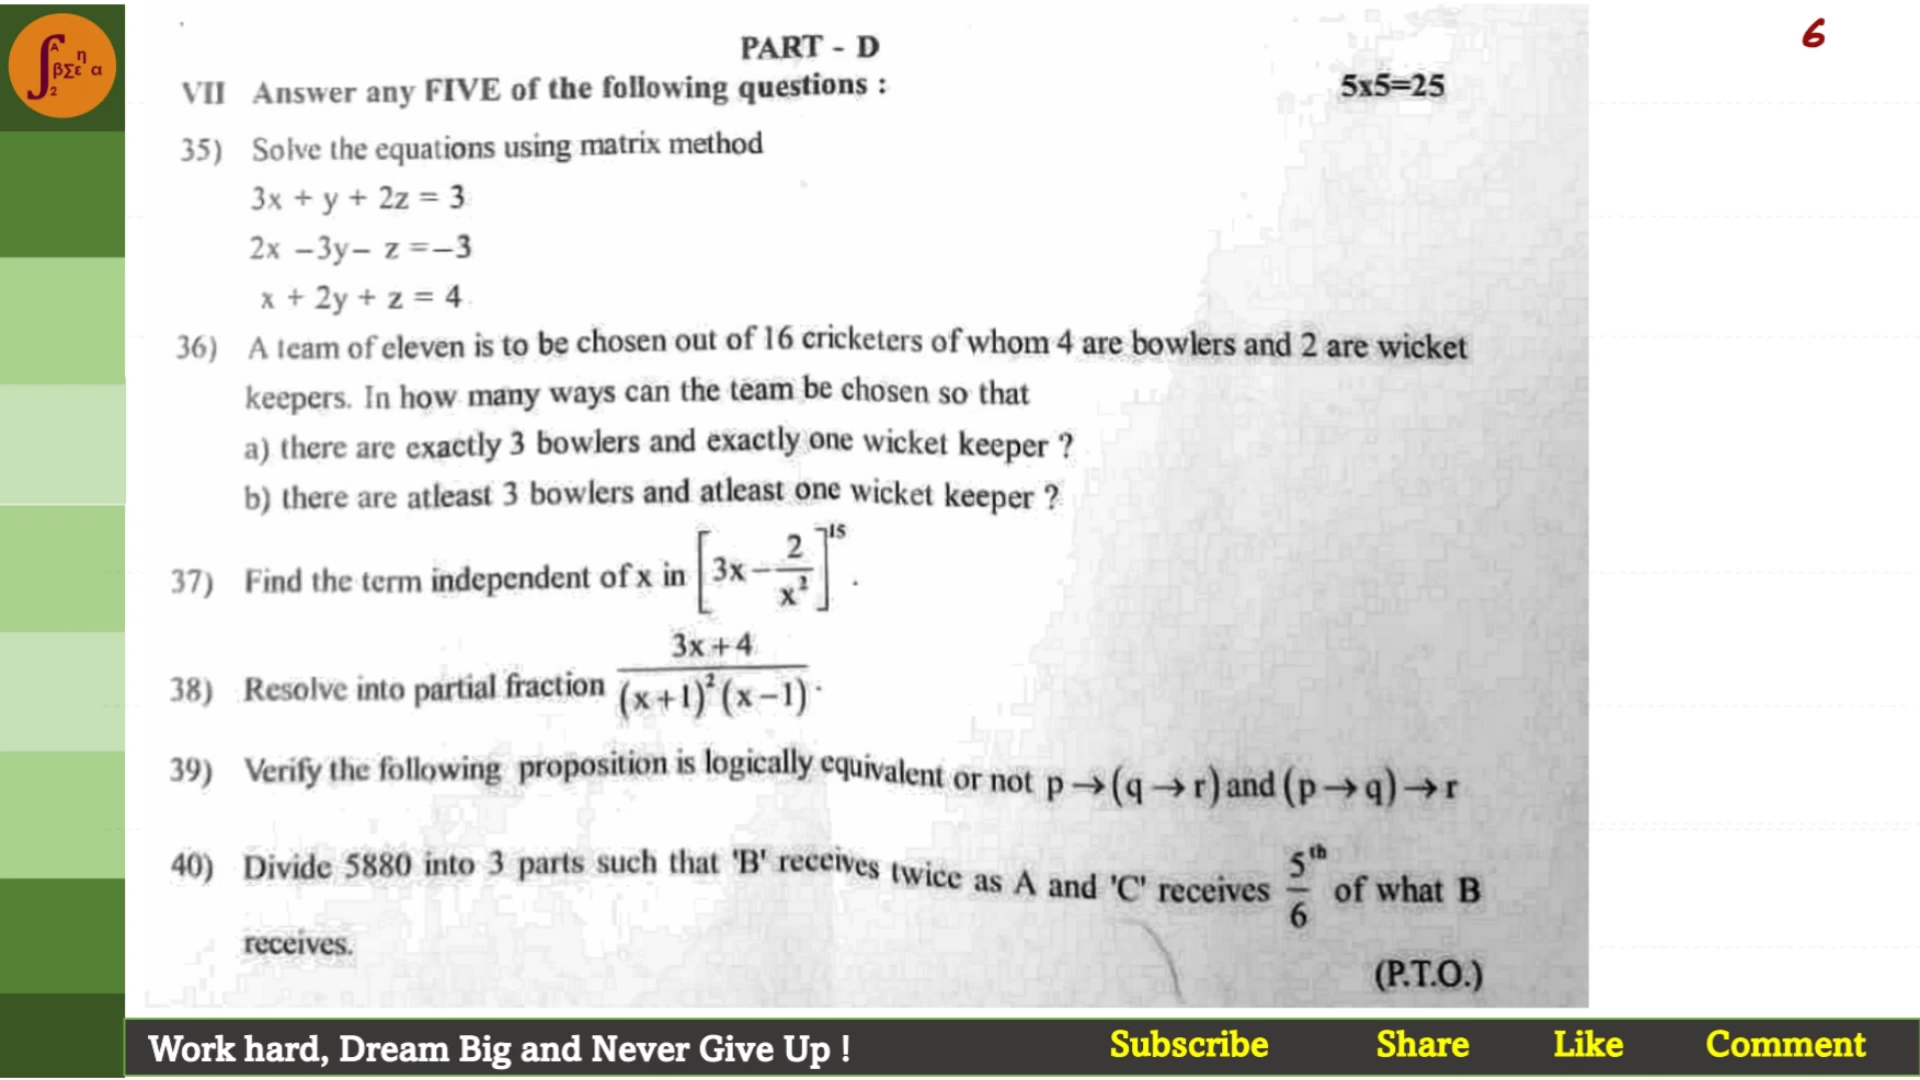 6
PART - D
VII Answer any FIVE of the following questions : 5x5=25
35) Solve the equations using matrix method
3x + y + 2z = 3
2x –3y– z =–3
x + 2y + z = 4
36) A team of eleven is to be chosen out of 16 cricketers of whom 4 are bowlers and 2 are wicket
keepers. In how many ways can the team be chosen so that
a) there are exactly 3 bowlers and exactly one wicket keeper ?
b) there are atleast 3 bowlers and atleast one wicket keeper ?
37) Find the term independent of x in [3x – 2/x²]¹⁵ .
38) Resolve into partial fraction (3x+4)/((x+1)²(x–1)) .
39) Verify the following proposition is logically equivalent or not p→(q→r) and (p→q)→r
40) Divide 5880 into 3 parts such that 'B' receives twice as A and 'C' receives 5/6 th of what B
receives.
(P.T.O.)
Work hard, Dream Big and Never Give Up ! Subscribe Share Like Comment